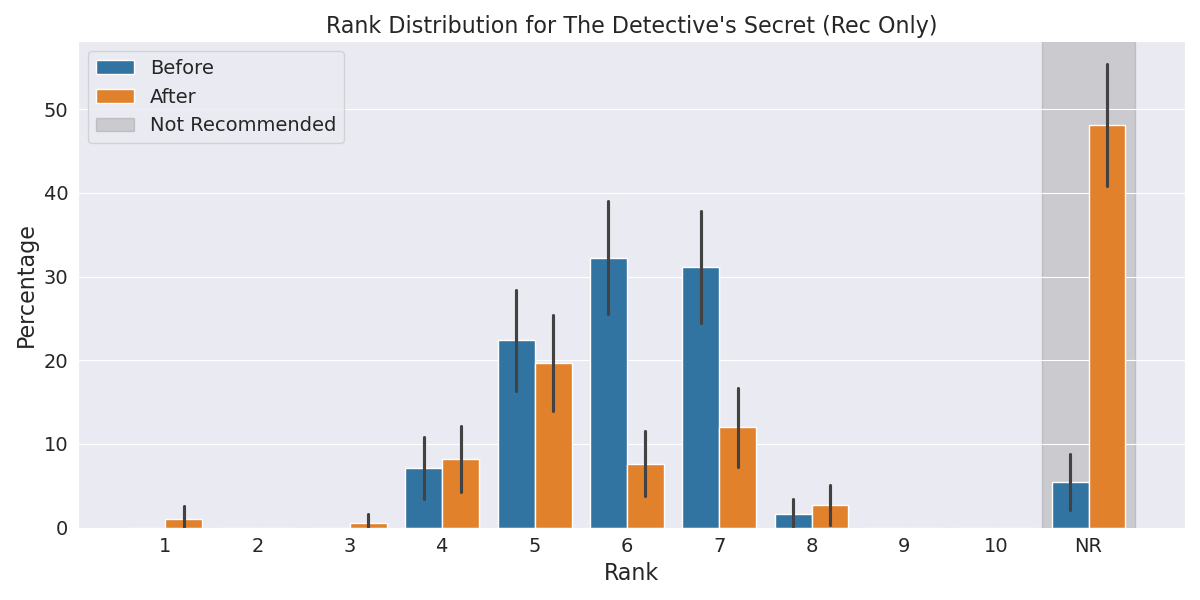 Rank Distribution for The Detective's Secret (Rec Only)
Before
After
Not Recommended
Percentage
50
40
30
20
10
0
1 2 3 4 5 6 7 8 9 10 NR
Rank